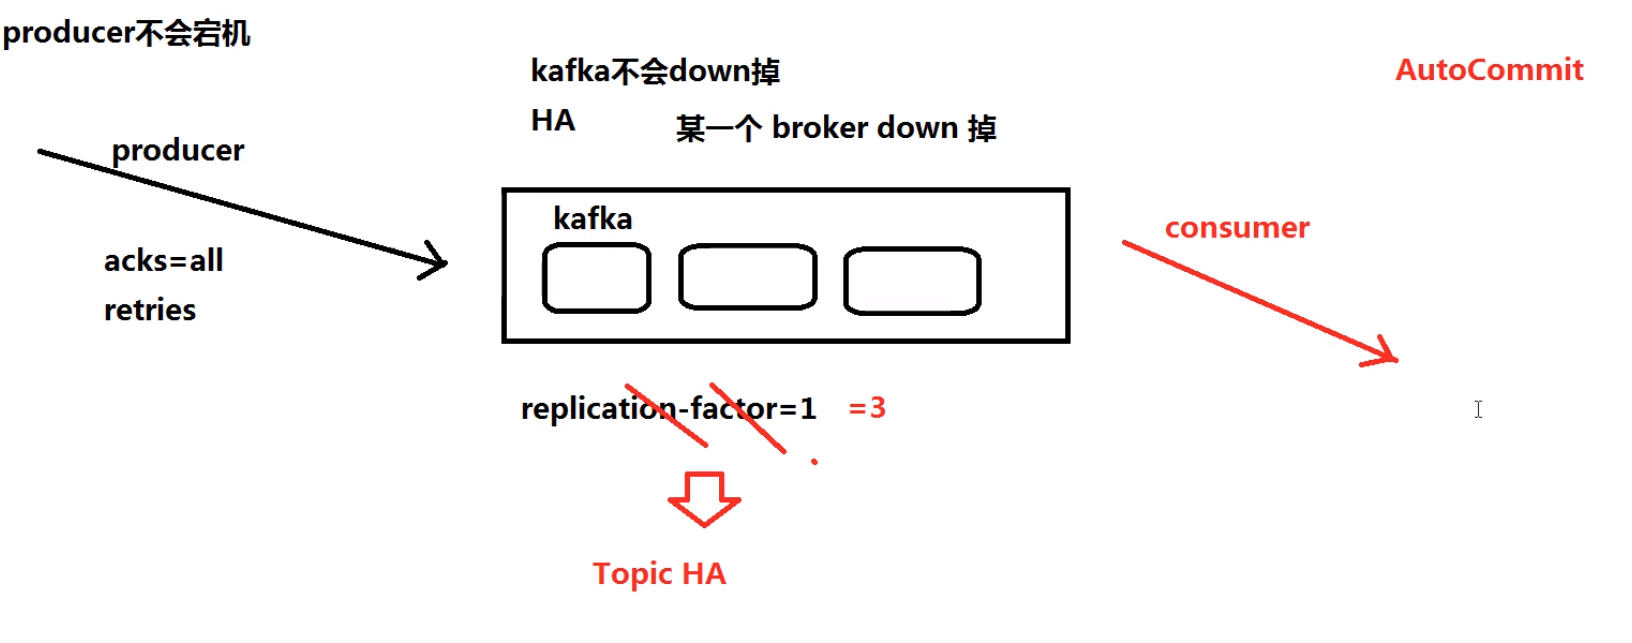 producer不会宕机
kafka不会down掉
AutoCommit
HA
某一个 broker down 掉
producer
kafka
consumer
acks=all
retries
replication-factor=1
=3
Topic HA